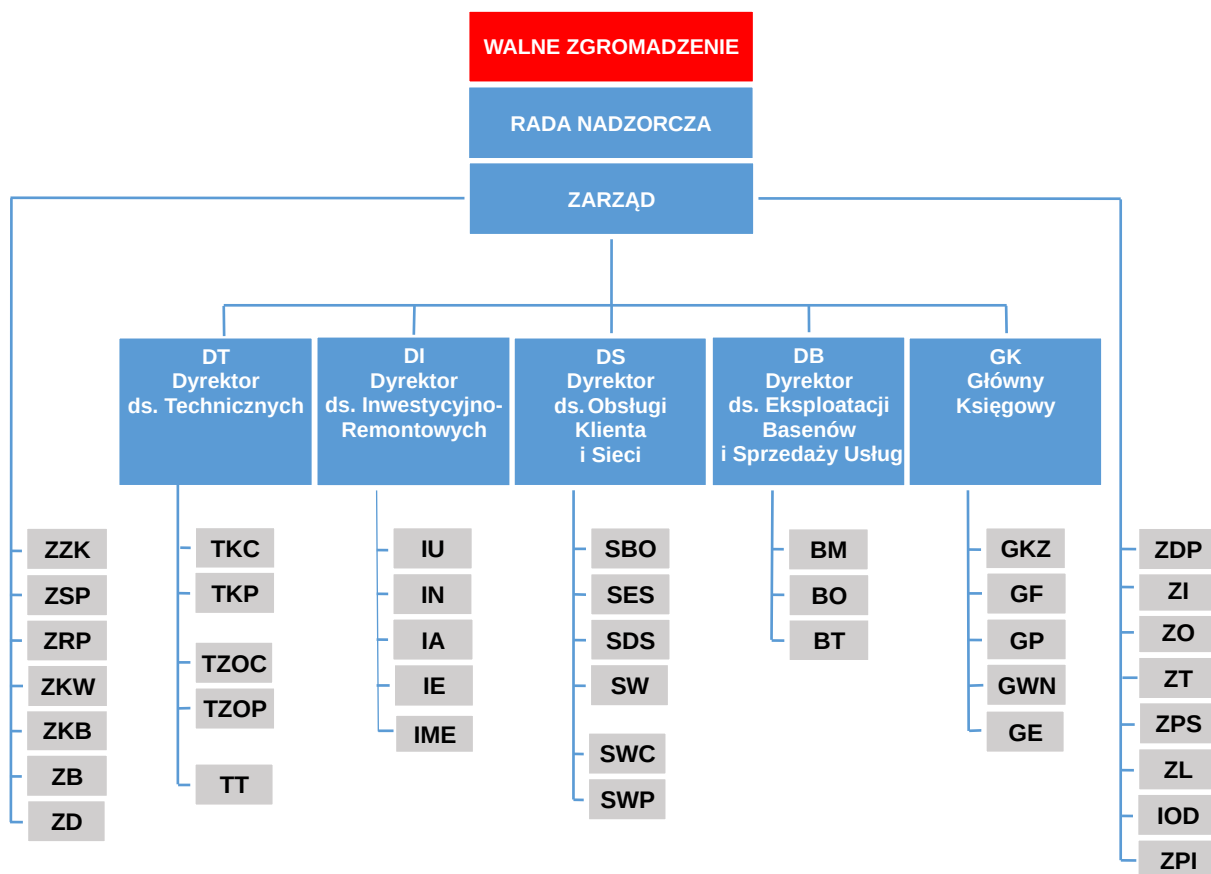 WALNE ZGROMADZENIE
RADA NADZORCZA
ZARZĄD
DT
Dyrektor
ds. Technicznych
DI
Dyrektor
ds. Inwestycyjno-
Remontowych
DS
Dyrektor
ds. Obsługi
Klienta
i Sieci
DB
Dyrektor
ds. Eksploatacji
Basenów
i Sprzedaży Usług
GK
Główny
Księgowy
ZZK
ZSP
ZRP
ZKW
ZKB
ZB
ZD
TKC
TKP
TZOC
TZOP
TT
IU
IN
IA
IE
IME
SBO
SES
SDS
SW
SWC
SWP
BM
BO
BT
GKZ
GF
GP
GWN
GE
ZDP
ZI
ZO
ZT
ZPS
ZL
IOD
ZPI